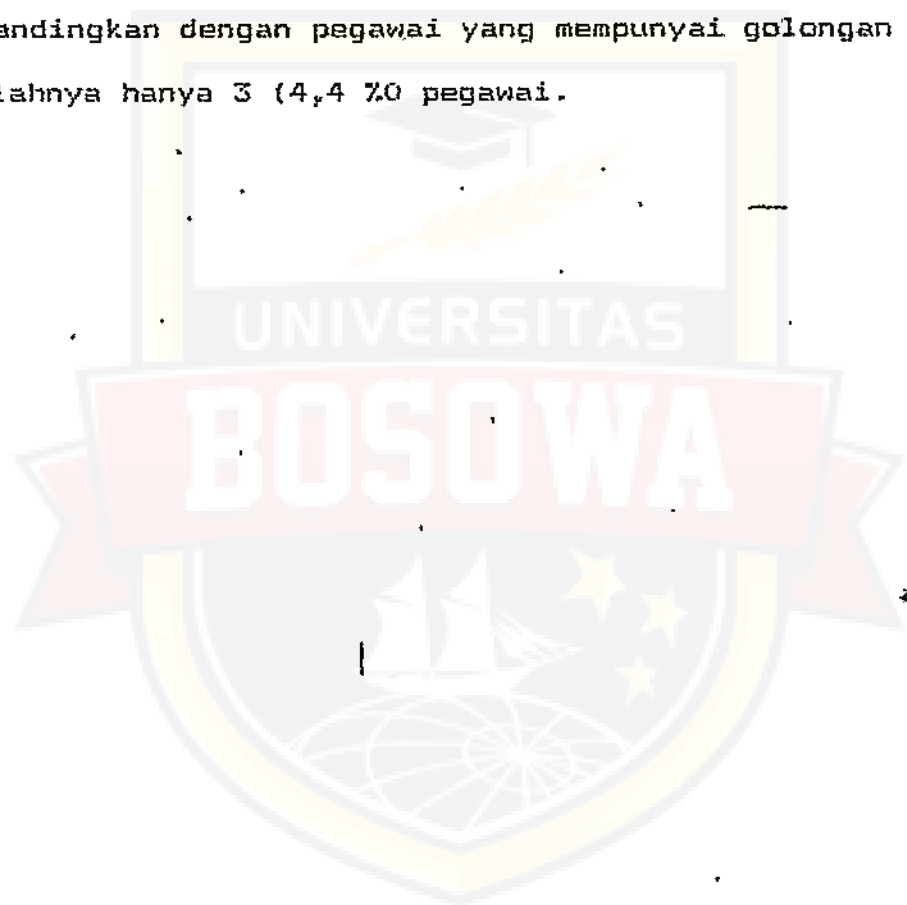 andingkan dengan pegawai yang mempunyai golongan
lahnya hanya 3 (4,4 %0 pegawai.
UNIVERSITAS
BOSOWA